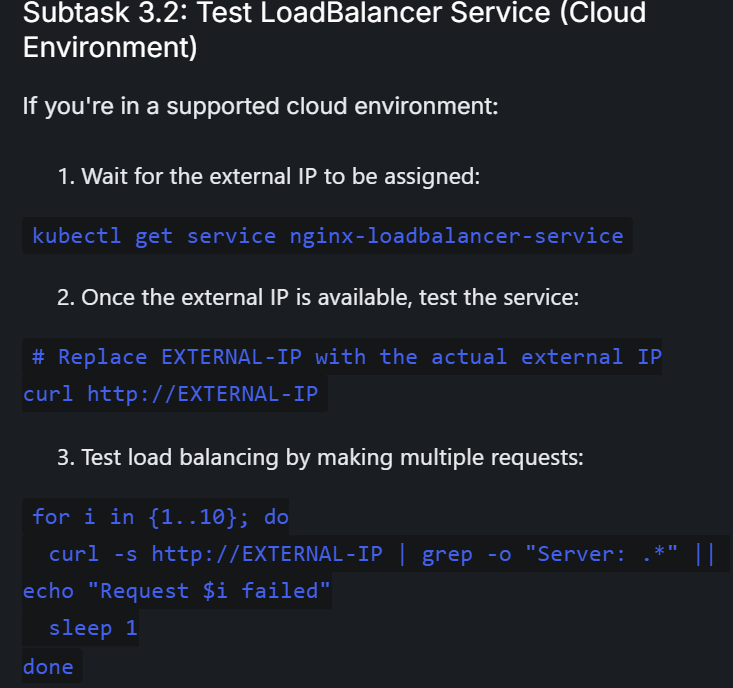 Subtask 3.2: Test LoadBalancer Service (Cloud
Environment)
If you're in a supported cloud environment:
1. Wait for the external IP to be assigned:
kubectl get service nginx-loadbalancer-service
2. Once the external IP is available, test the service:
# Replace EXTERNAL-IP with the actual external IP
curl http://EXTERNAL-IP
3. Test load balancing by making multiple requests:
for i in {1..10}; do
  curl -s http://EXTERNAL-IP | grep -o "Server: .*" ||
echo "Request $i failed"
  sleep 1
done